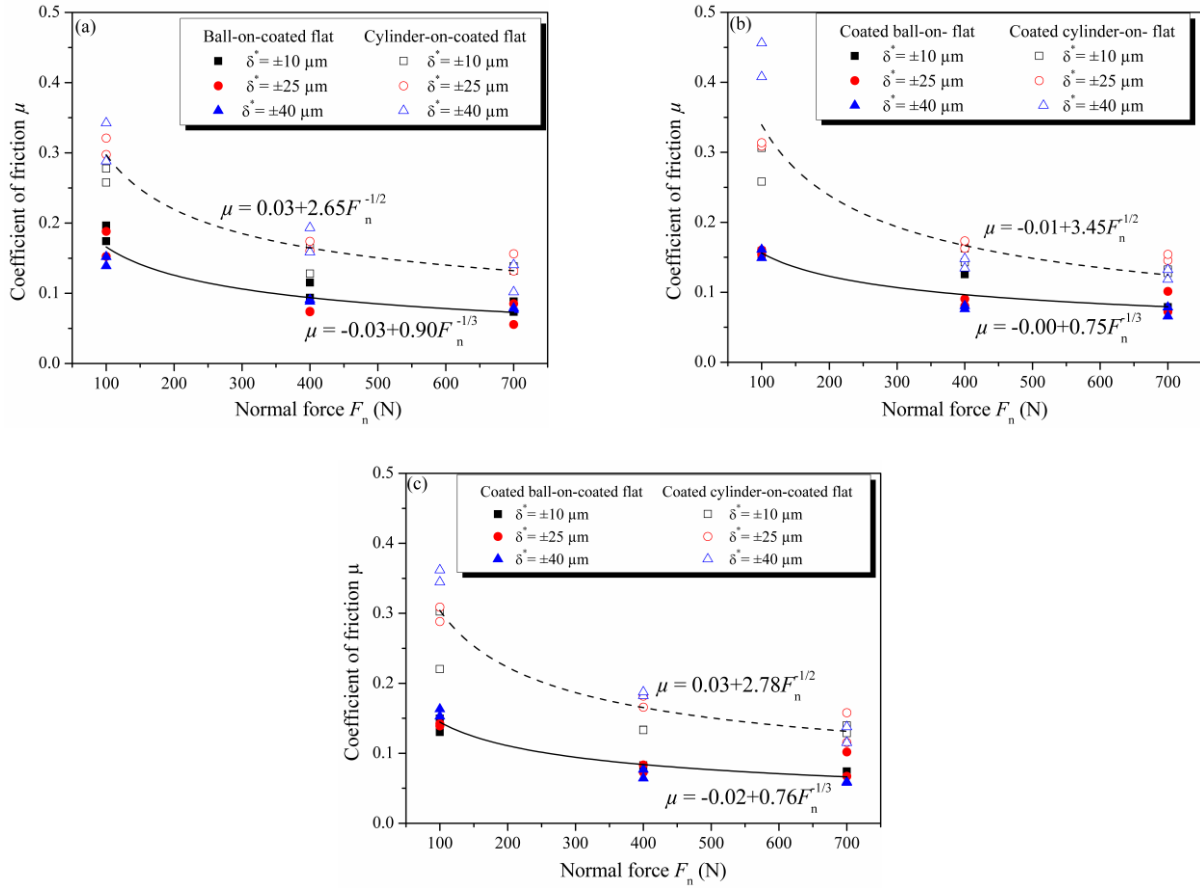 (a)
Ball-on-coated flat Cylinder-on-coated flat
δ* = ±10 µm δ* = ±10 µm
δ* = ±25 µm δ* = ±25 µm
δ* = ±40 µm δ* = ±40 µm
0.5
0.4
0.3
0.2
0.1
0.0
Coefficient of friction µ
µ = 0.03+2.65Fn^-1/2
µ = -0.03+0.90Fn^-1/3
100 200 300 400 500 600 700
Normal force Fn (N)
(b)
Coated ball-on- flat Coated cylinder-on- flat
δ* = ±10 µm δ* = ±10 µm
δ* = ±25 µm δ* = ±25 µm
δ* = ±40 µm δ* = ±40 µm
0.5
0.4
0.3
0.2
0.1
0.0
Coefficient of friction µ
µ = -0.01+3.45Fn^-1/2
µ = -0.00+0.75Fn^-1/3
100 200 300 400 500 600 700
Normal force Fn (N)
(c)
Coated ball-on-coated flat Coated cylinder-on-coated flat
δ* = ±10 µm δ* = ±10 µm
δ* = ±25 µm δ* = ±25 µm
δ* = ±40 µm δ* = ±40 µm
0.5
0.4
0.3
0.2
0.1
0.0
Coefficient of friction µ
µ = 0.03+2.78Fn^-1/2
µ = -0.02+0.76Fn^-1/3
100 200 300 400 500 600 700
Normal force Fn (N)